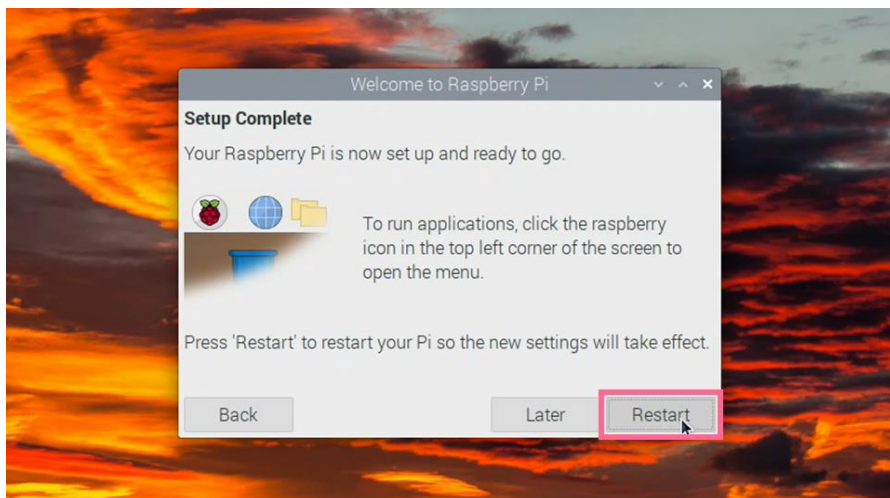 Welcome to Raspberry Pi
Setup Complete
Your Raspberry Pi is now set up and ready to go.
To run applications, click the raspberry
icon in the top left corner of the screen to
open the menu.
Press 'Restart' to restart your Pi so the new settings will take effect.
Back
Later
Restart